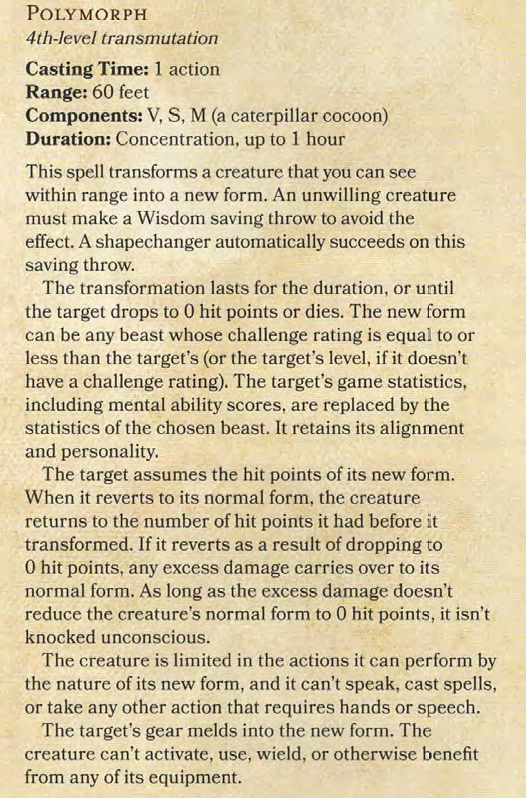 POLYMORPH
4th-level transmutation
Casting Time: 1 action
Range: 60 feet
Components: V, S, M (a caterpillar cocoon)
Duration: Concentration, up to 1 hour
This spell transforms a creature that you can see
within range into a new form. An unwilling creature
must make a Wisdom saving throw to avoid the
effect. A shapechanger automatically succeeds on this
saving throw.
The transformation lasts for the duration, or until
the target drops to 0 hit points or dies. The new form
can be any beast whose challenge rating is equal to or
less than the target's (or the target's level, if it doesn't
have a challenge rating). The target's game statistics,
including mental ability scores, are replaced by the
statistics of the chosen beast. It retains its alignment
and personality.
The target assumes the hit points of its new form.
When it reverts to its normal form, the creature
returns to the number of hit points it had before it
transformed. If it reverts as a result of dropping to
0 hit points, any excess damage carries over to its
normal form. As long as the excess damage doesn't
reduce the creature's normal form to 0 hit points, it isn't
knocked unconscious.
The creature is limited in the actions it can perform by
the nature of its new form, and it can't speak, cast spells,
or take any other action that requires hands or speech.
The target's gear melds into the new form. The
creature can't activate, use, wield, or otherwise benefit
from any of its equipment.